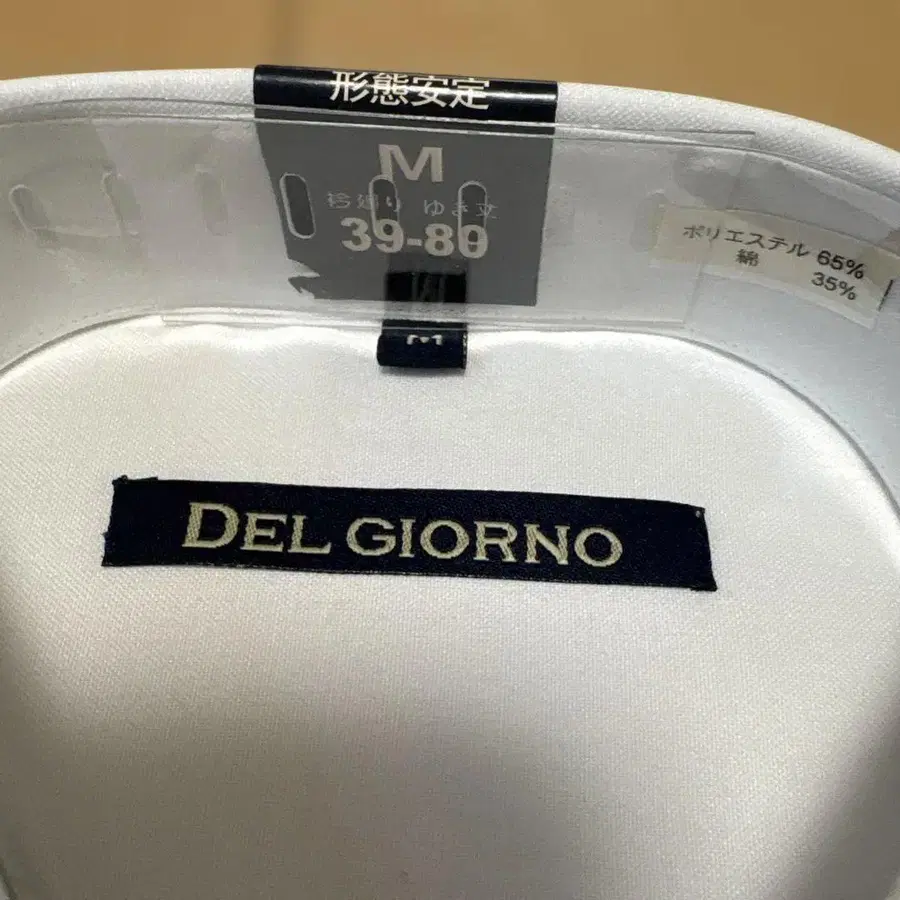 形態安定
M
衿廻り ゆき丈
39-80
ポリエステル 65%
綿 35%
M
DEL GIORNO